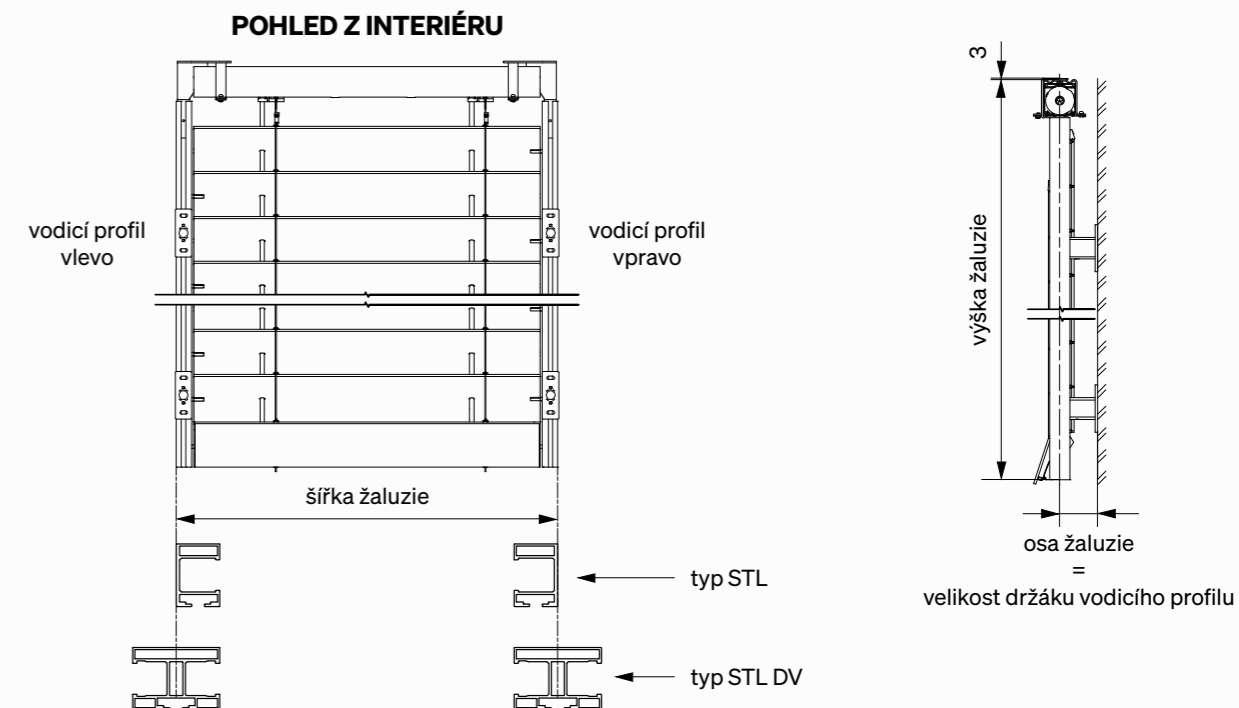 POHLED Z INTERIÉRU
vodicí profil
vlevo
vodicí profil
vpravo
šířka žaluzie
typ STL
typ STL DV
3
výška žaluzie
osa žaluzie
=
velikost držáku vodicího profilu